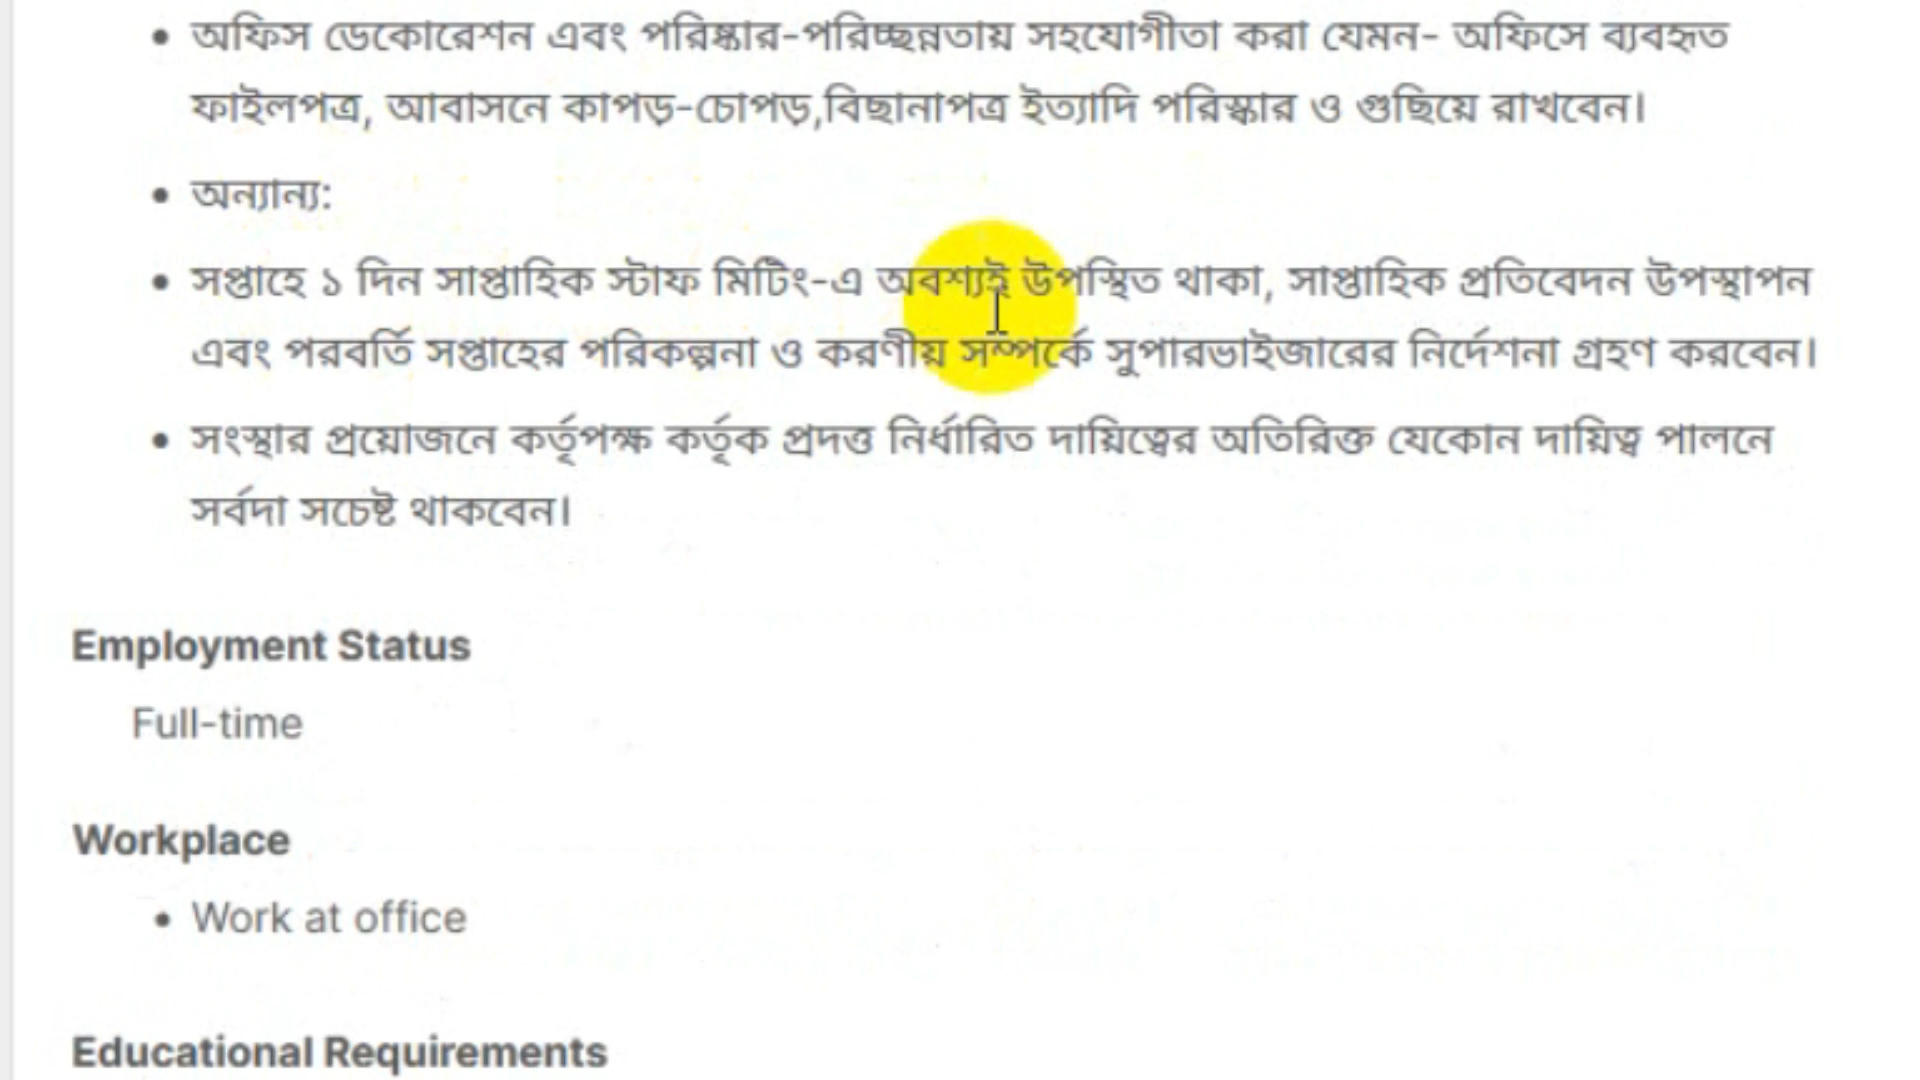 • অফিস ডেকোরেশন এবং পরিষ্কার-পরিচ্ছন্নতায় সহযোগীতা করা যেমন- অফিসে ব্যবহৃত
ফাইলপত্র, আবাসনে কাপড়-চোপড়,বিছানাপত্র ইত্যাদি পরিস্কার ও গুছিয়ে রাখবেন।
• অন্যান্য:
• সপ্তাহে ১ দিন সাপ্তাহিক স্টাফ মিটিং-এ অবশ্যই উপস্থিত থাকা, সাপ্তাহিক প্রতিবেদন উপস্থাপন
এবং পরবর্তি সপ্তাহের পরিকল্পনা ও করণীয় সম্পর্কে সুপারভাইজারের নির্দেশনা গ্রহণ করবেন।
• সংস্থার প্রয়োজনে কর্তৃপক্ষ কর্তৃক প্রদত্ত নির্ধারিত দায়িত্বের অতিরিক্ত যেকোন দায়িত্ব পালনে
সর্বদা সচেষ্ট থাকবেন।
Employment Status
Full-time
Workplace
• Work at office
Educational Requirements